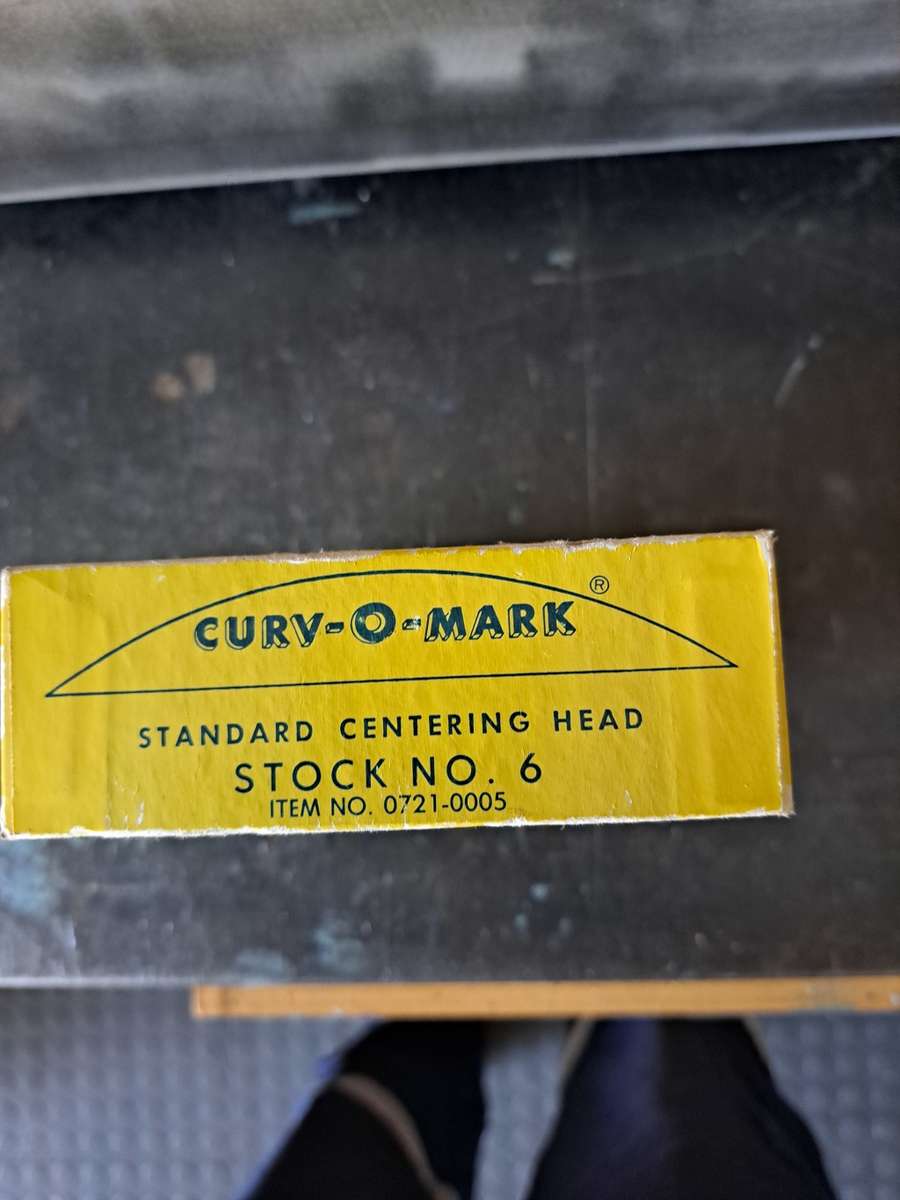 CURV-O-MARK ®
STANDARD CENTERING HEAD
STOCK NO. 6
ITEM NO. 0721-0005